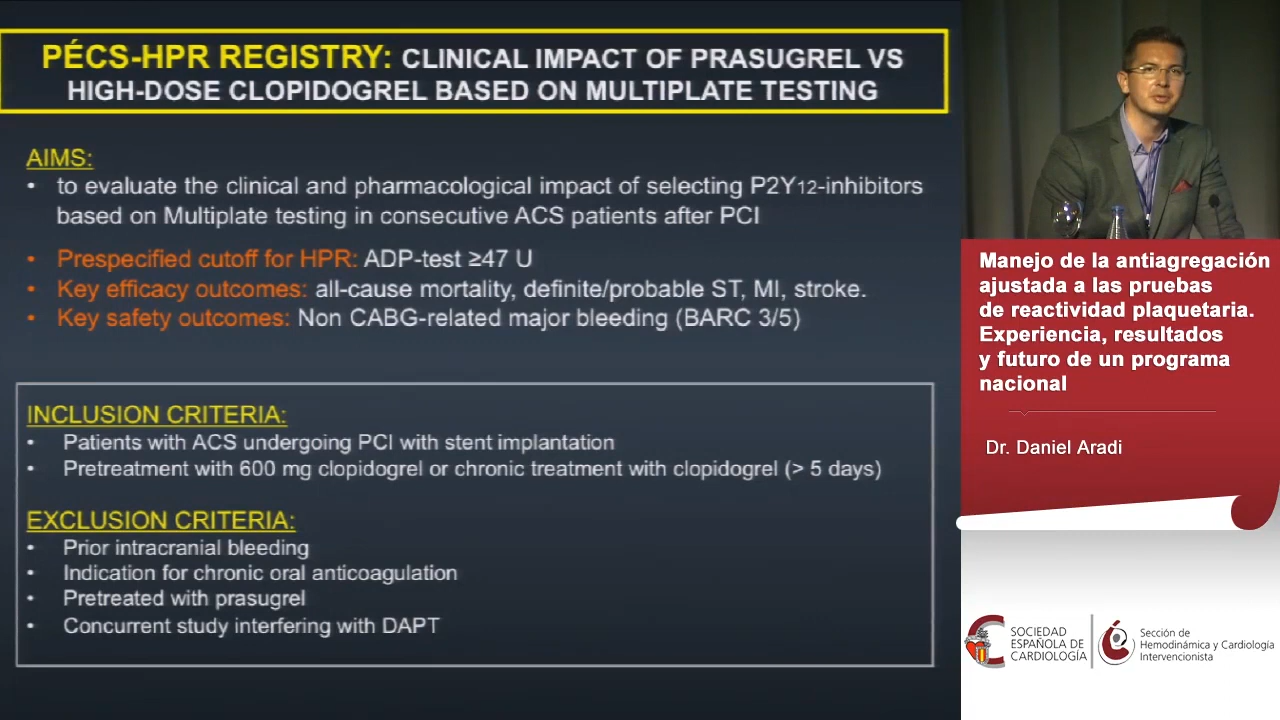 PÉCS-HPR REGISTRY: CLINICAL IMPACT OF PRASUGREL VS
HIGH-DOSE CLOPIDOGREL BASED ON MULTIPLATE TESTING
AIMS:
• to evaluate the clinical and pharmacological impact of selecting P2Y12-inhibitors
based on Multiplate testing in consecutive ACS patients after PCI
• Prespecified cutoff for HPR: ADP-test ≥47 U
• Key efficacy outcomes: all-cause mortality, definite/probable ST, MI, stroke.
• Key safety outcomes: Non CABG-related major bleeding (BARC 3/5)
INCLUSION CRITERIA:
• Patients with ACS undergoing PCI with stent implantation
• Pretreatment with 600 mg clopidogrel or chronic treatment with clopidogrel (> 5 days)
EXCLUSION CRITERIA:
• Prior intracranial bleeding
• Indication for chronic oral anticoagulation
• Pretreated with prasugrel
• Concurrent study interfering with DAPT
Manejo de la antiagregación
ajustada a las pruebas
de reactividad plaquetaria.
Experiencia, resultados
y futuro de un programa
nacional
Dr. Daniel Aradi
SOCIEDAD
ESPAÑOLA DE
CARDIOLOGÍA
Sección de
Hemodinámica y Cardiología
Intervencionista